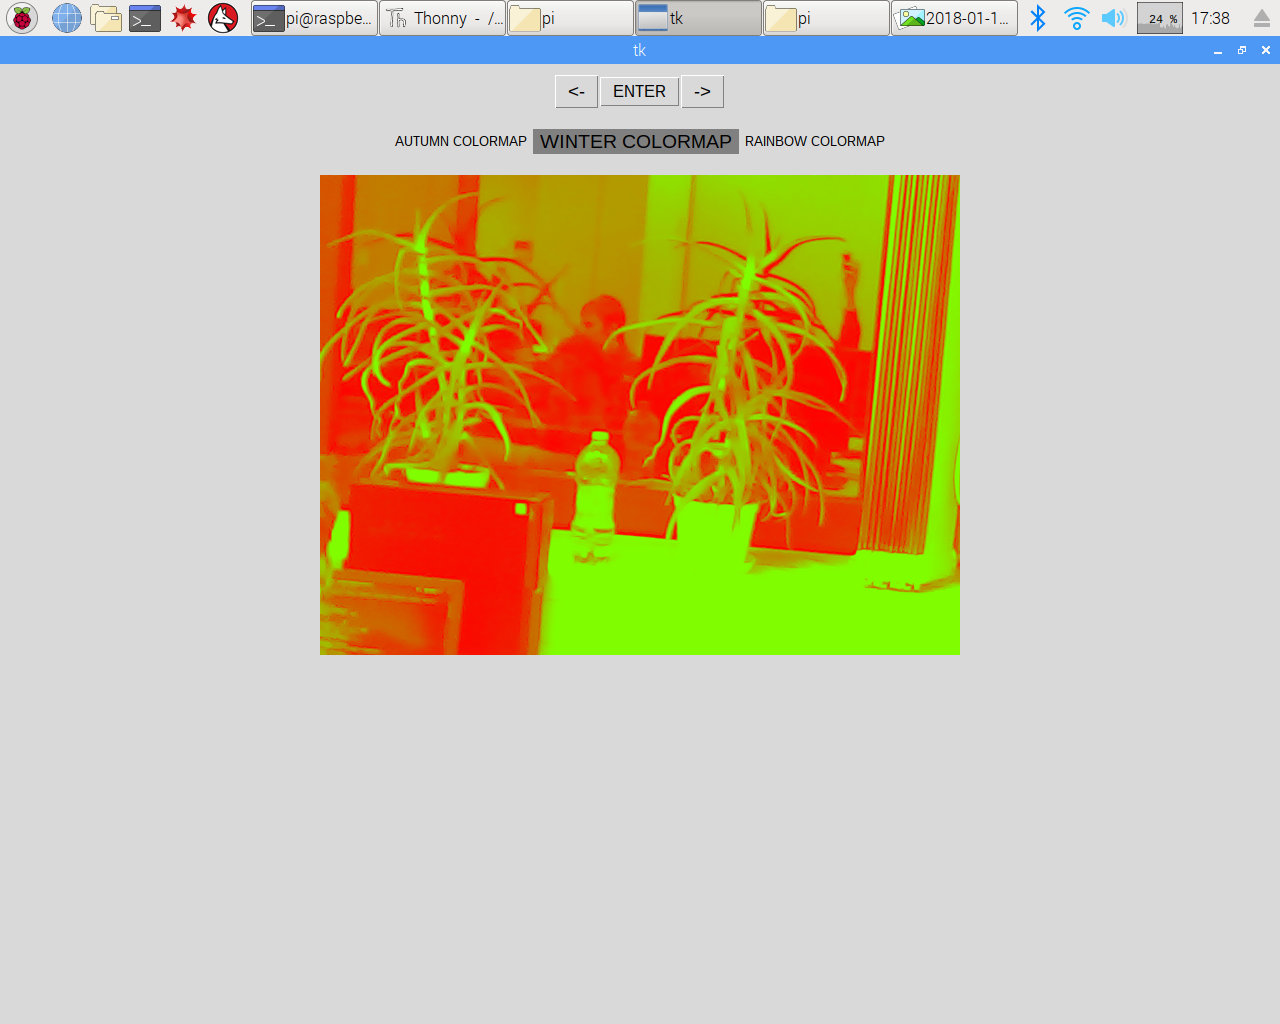 pi@raspbe... Thonny - /... pi tk pi 2018-01-1... 24 % 17:38
tk
<- ENTER ->
AUTUMN COLORMAP WINTER COLORMAP RAINBOW COLORMAP